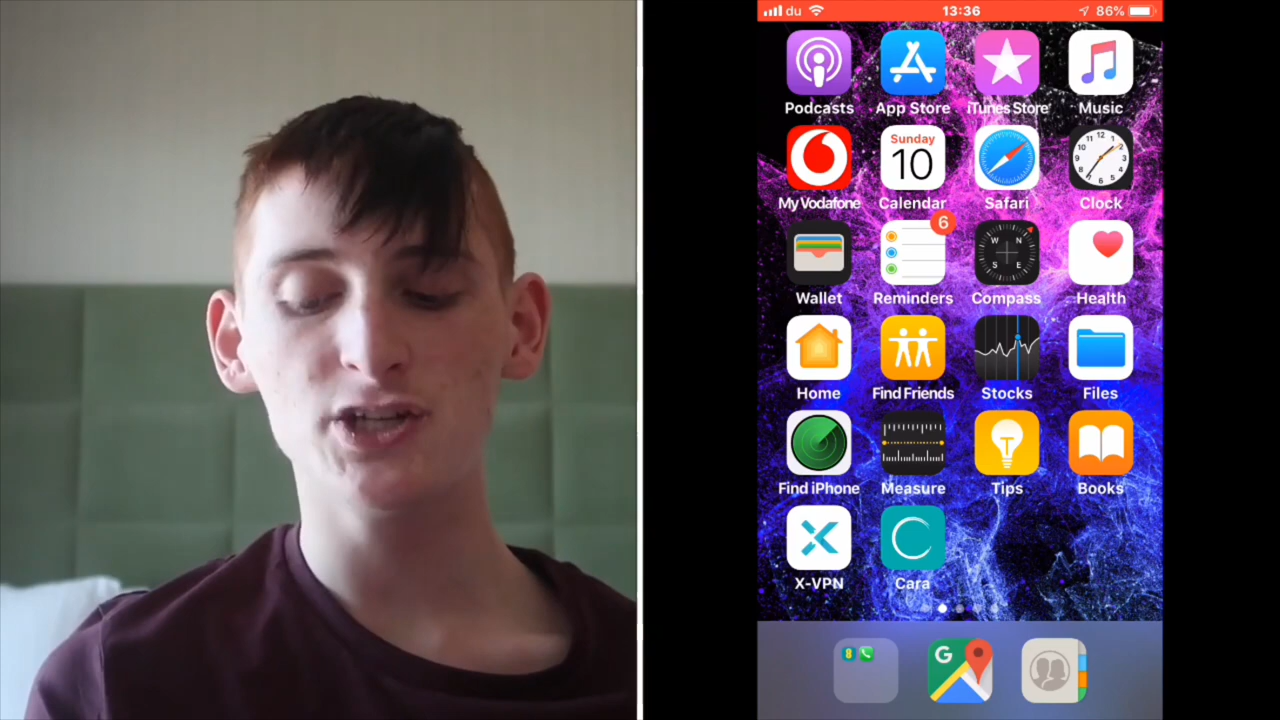 du 13:36 86%
Podcasts App Store iTunes Store Music
Sunday
10
My Vodafone Calendar Safari Clock
6
Wallet Reminders Compass Health
Home Find Friends Stocks Files
Find iPhone Measure Tips Books
X-VPN Cara
8 G